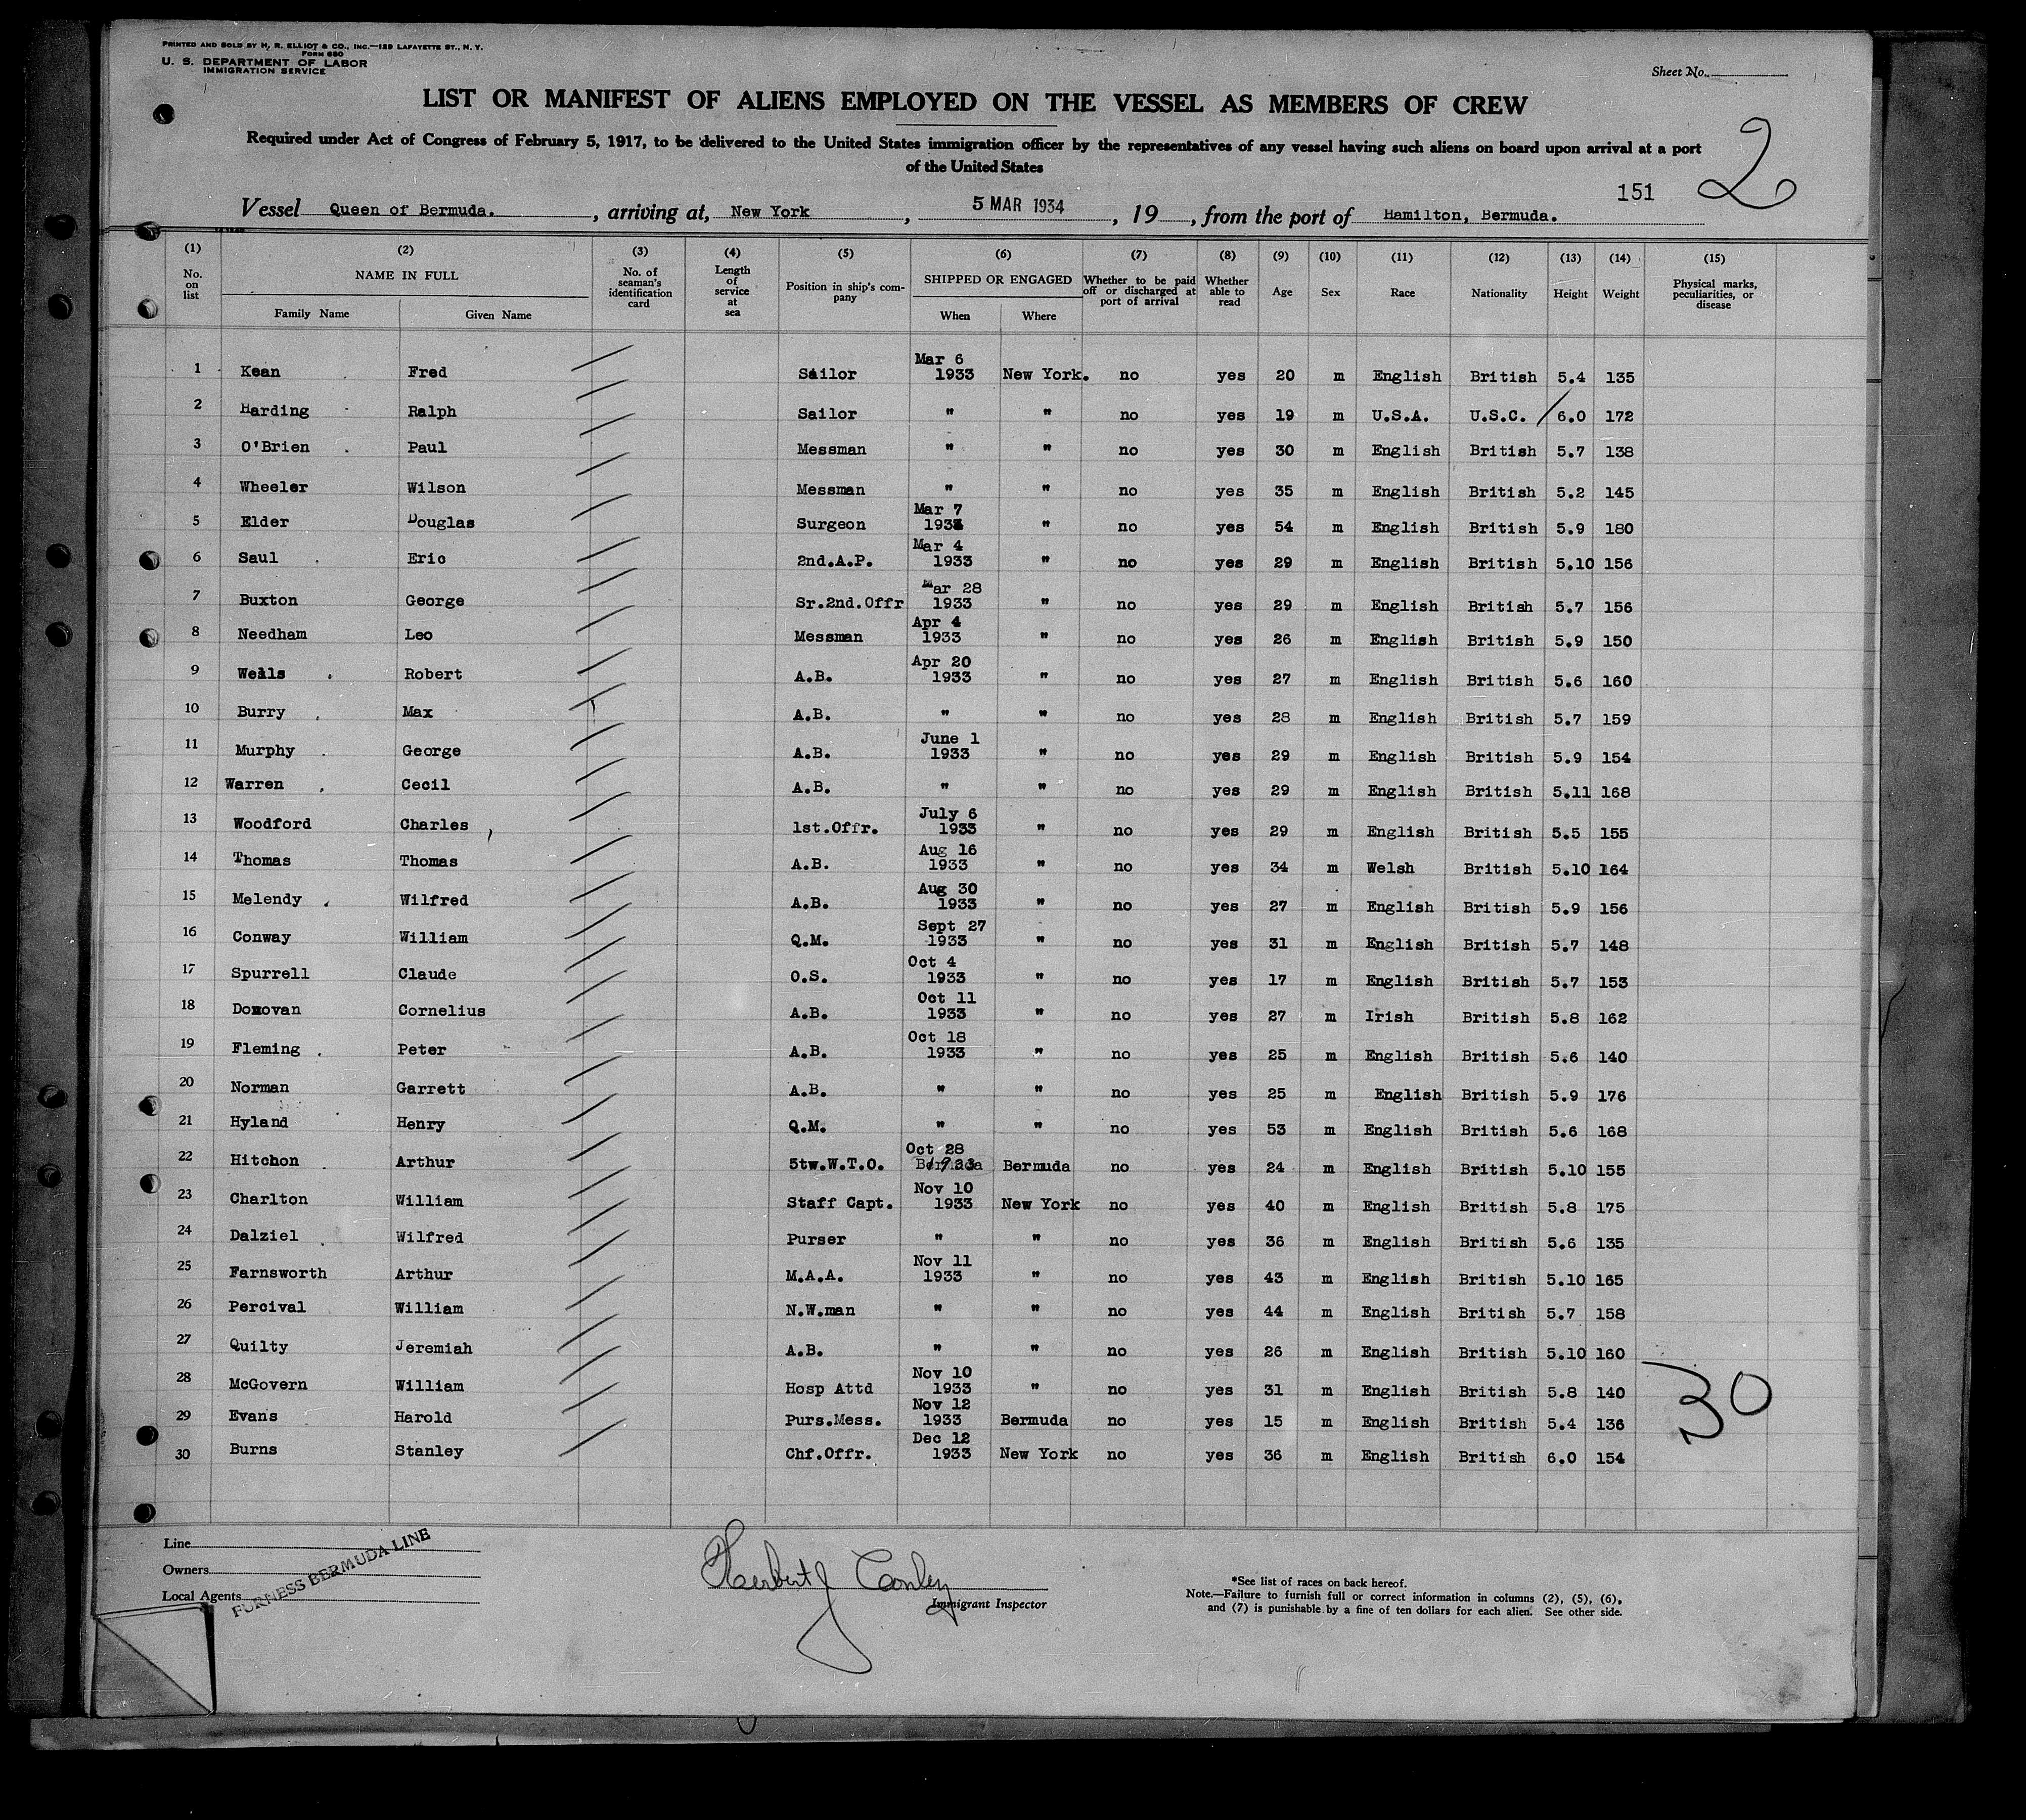 PRINTED AND SOLD BY H. R. ELLIOT & CO., INC.—129 LAFAYETTE ST., N. Y.
FORM 680
U. S. DEPARTMENT OF LABOR
IMMIGRATION SERVICE
Sheet No.
LIST OR MANIFEST OF ALIENS EMPLOYED ON THE VESSEL AS MEMBERS OF CREW
Required under Act of Congress of February 5, 1917, to be delivered to the United States immigration officer by the representatives of any vessel having such aliens on board upon arrival at a port
of the United States
2
151
Vessel Queen of Bermuda. , arriving at, New York , 5 MAR 1934 , 19 , from the port of Hamilton, Bermuda.
(1) (2) (3) (4) (5) (6) (7) (8) (9) (10) (11) (12) (13) (14) (15)
No. on list NAME IN FULL Family Name Given Name No. of seaman's identification card Length of service at sea Position in ship's company SHIPPED OR ENGAGED When Where Whether to be paid off or discharged at port of arrival Whether able to read Age Sex Race Nationality Height Weight Physical marks, peculiarities, or disease
1 Kean Fred Sailor Mar 6 1933 New York. no yes 20 m English British 5.4 135
2 Harding Ralph Sailor " " no yes 19 m U.S.A. U.S.C. 6.0 172
3 O'Brien Paul Messman " " no yes 30 m English British 5.7 138
4 Wheeler Wilson Messman " " no yes 35 m English British 5.2 145
5 Elder Douglas Surgeon Mar 7 1933 " no yes 54 m English British 5.9 180
6 Saul Eric 2nd.A.P. Mar 4 1933 " no yes 29 m English British 5.10 156
7 Buxton George Sr.2nd.Offr Mar 28 1933 " no yes 29 m English British 5.7 156
8 Needham Leo Messman Apr 4 1933 " no yes 26 m English British 5.9 150
9 Wells Robert A.B. Apr 20 1933 " no yes 27 m English British 5.6 160
10 Burry Max A.B. " " no yes 28 m English British 5.7 159
11 Murphy George A.B. June 1 1933 " no yes 29 m English British 5.9 154
12 Warren Cecil A.B. " " no yes 29 m English British 5.11 168
13 Woodford Charles 1st.Offr. July 6 1933 " no yes 29 m English British 5.5 155
14 Thomas Thomas A.B. Aug 16 1933 " no yes 34 m Welsh British 5.10 164
15 Melendy Wilfred A.B. Aug 30 1933 " no yes 27 m English British 5.9 156
16 Conway William Q.M. Sept 27 1933 " no yes 31 m English British 5.7 148
17 Spurrell Claude O.S. Oct 4 1933 " no yes 17 m English British 5.7 153
18 Donovan Cornelius A.B. Oct 11 1933 " no yes 27 m Irish British 5.8 162
19 Fleming Peter A.B. Oct 18 1933 " no yes 25 m English British 5.6 140
20 Norman Garrett A.B. " " no yes 25 m English British 5.9 176
21 Hyland Henry Q.M. " " no yes 53 m English British 5.6 168
22 Hitchon Arthur 5tw.W.T.O. Oct 28 1933 Bermuda no yes 24 m English British 5.10 155
23 Charlton William Staff Capt. Nov 10 1933 New York no yes 40 m English British 5.8 175
24 Dalziel Wilfred Purser " " no yes 36 m English British 5.6 135
25 Farnsworth Arthur M.A.A. Nov 11 1933 " no yes 43 m English British 5.10 165
26 Percival William N.W.man " " no yes 44 m English British 5.7 158
27 Quilty Jeremiah A.B. " " no yes 26 m English British 5.10 160
28 McGovern William Hosp Attd Nov 10 1933 " no yes 31 m English British 5.8 140
29 Evans Harold Purs.Mess. Nov 12 1933 Bermuda no yes 15 m English British 5.4 136
30 Burns Stanley Chf.Offr. Dec 12 1933 New York no yes 36 m English British 6.0 154
30
Line
Owners
Local Agents
FURNESS BERMUDA LINE
Herbert J Conley
Immigrant Inspector
*See list of races on back hereof.
Note.—Failure to furnish full or correct information in columns (2), (5), (6),
and (7) is punishable by a fine of ten dollars for each alien. See other side.